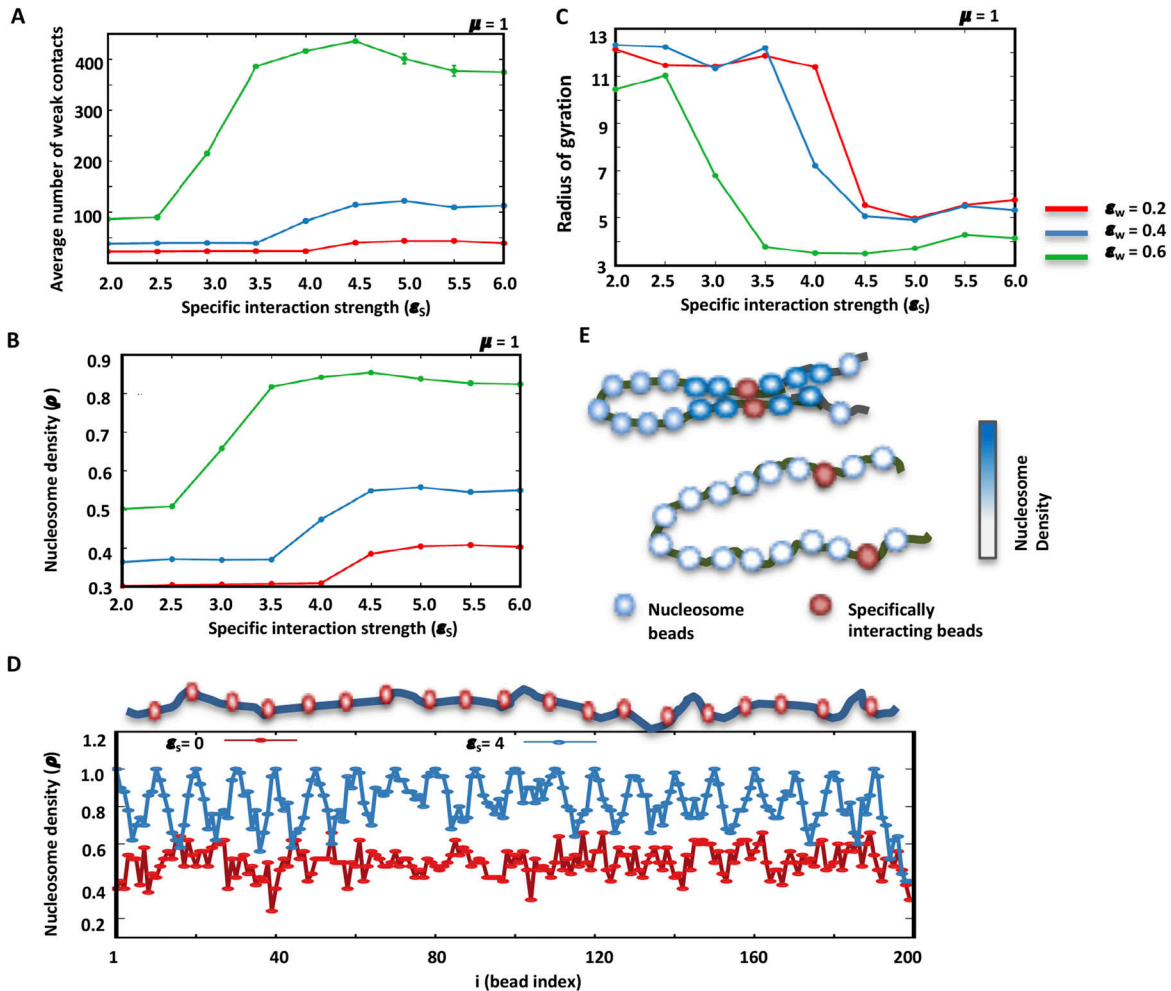 A
μ = 1
Average number of weak contacts
400
300
200
100
2.0 2.5 3.0 3.5 4.0 4.5 5.0 5.5 6.0
Specific interaction strength (εS)
C
μ = 1
Radius of gyration
13
11
9
7
5
3
2.0 2.5 3.0 3.5 4.0 4.5 5.0 5.5 6.0
Specific interaction strength (εS)
εw = 0.2
εw = 0.4
εw = 0.6
B
μ = 1
Nucleosome density (ρ)
0.9
0.8
0.7
0.6
0.5
0.4
0.3
2.0 2.5 3.0 3.5 4.0 4.5 5.0 5.5 6.0
Specific interaction strength (εS)
E
Nucleosome
Density
Nucleosome
beads
Specifically
interacting beads
D
Nucleosome density (ρ)
1.2
1.0
0.8
0.6
0.4
0.2
εs= 0
εs= 4
1 40 80 120 160 200
i (bead index)